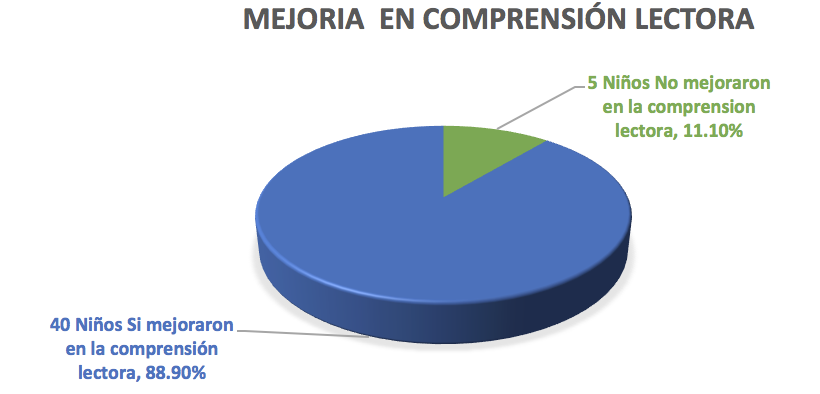 MEJORIA  EN COMPRENSIÓN LECTORA
5 Niños No mejoraron
en la comprension
lectora, 11.10%
40 Niños Si mejoraron
en la comprensión
lectora, 88.90%